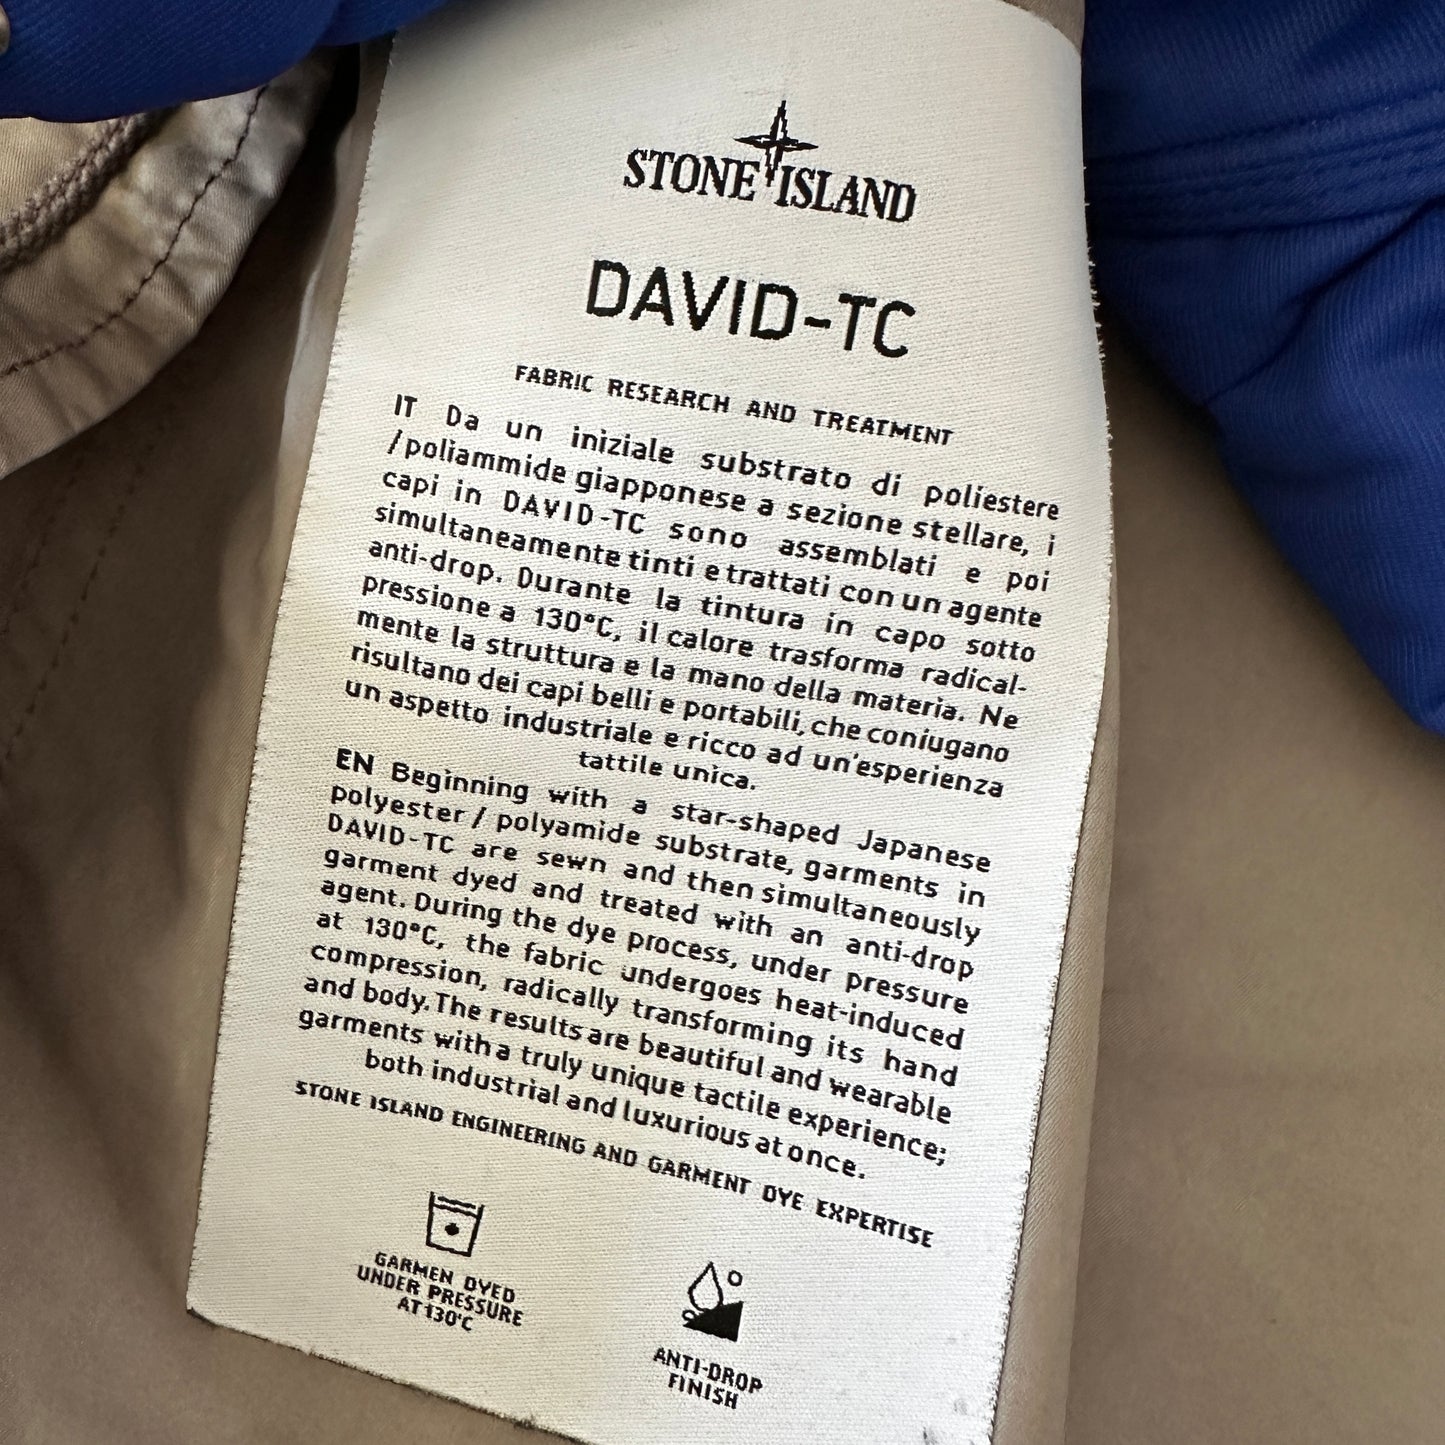 STONE ISLAND
DAVID-TC
FABRIC RESEARCH AND TREATMENT
IT Da un iniziale substrato di poliestere
/poliammide giapponese a sezione stellare, i
capi in DAVID-TC sono assemblati e poi
simultaneamente tinti e trattati con un agente
anti-drop. Durante la tintura in capo sotto
pressione a 130°C, il calore trasforma radical-
mente la struttura e la mano della materia. Ne
risultano dei capi belli e portabili, che coniugano
un aspetto industriale e ricco ad un'esperienza
tattile unica.
EN Beginning with a star-shaped Japanese
polyester / polyamide substrate, garments in
DAVID-TC are sewn and then simultaneously
garment dyed and treated with an anti-drop
agent. During the dye process, under pressure
at 130°C, the fabric undergoes heat-induced
compression, radically transforming its hand
and body. The results are beautiful and wearable
garments with a truly unique tactile experience;
both industrial and luxurious at once.
STONE ISLAND ENGINEERING AND GARMENT DYE EXPERTISE
GARMEN DYED
UNDER PRESSURE
AT 130°C
ANTI-DROP
FINISH